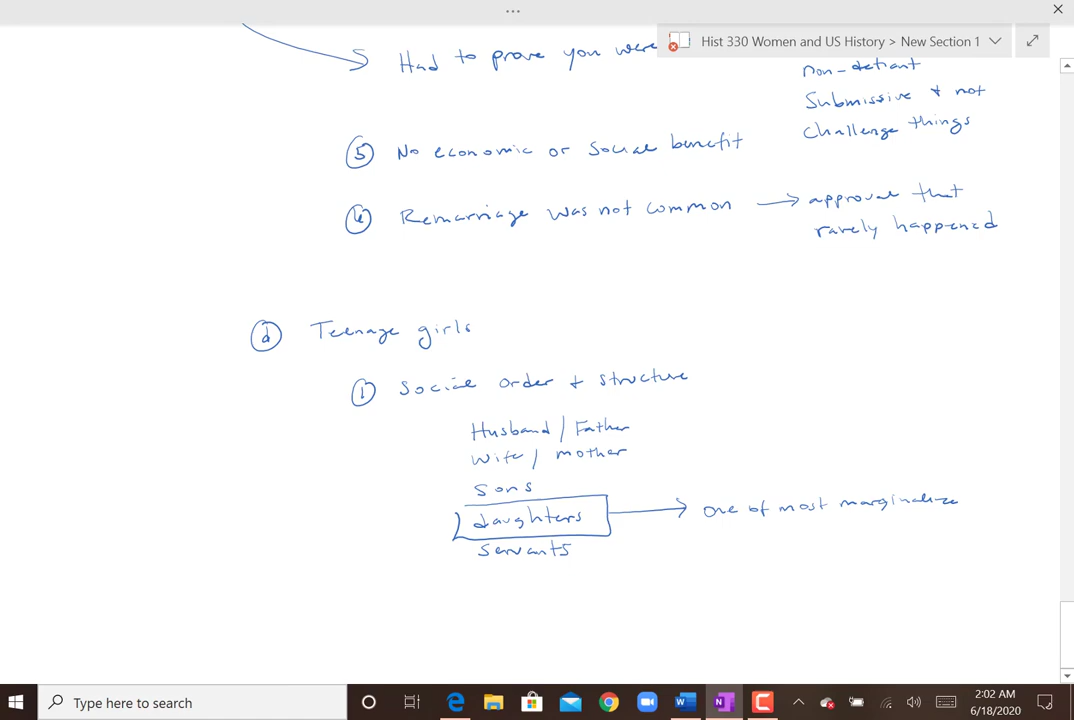 ...
Hist 330 Women and US History > New Section 1
Had to prove you were
non-defiant
Submissive + not
challenge things
5 No economic or social benefit
6 Remarriage was not common → approval that
rarely happened
2 Teenage girls
1 Social order + structure
Husband / Father
Wife / mother
Sons
daughters → one of most marginalize
servants
Type here to search
2:02 AM
6/18/2020